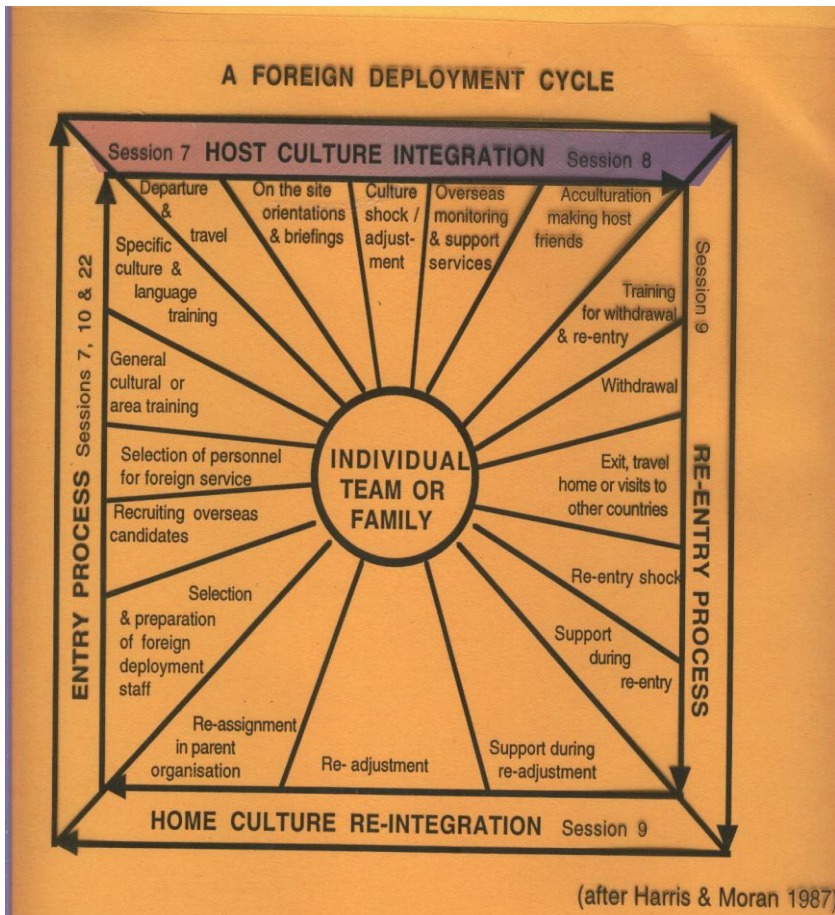 A FOREIGN DEPLOYMENT CYCLE
Session 7 HOST CULTURE INTEGRATION Session 8
Departure
&
travel
On the site
orientations
& briefings
Culture
shock /
adjust-
ment
Overseas
monitoring
& support
services
Acculturation
making host
friends
Specific
culture &
language
training
General
cultural or
area training
Selection of personnel
for foreign service
Recruiting overseas
candidates
Selection
& preparation
of foreign
deployment
staff
ENTRY PROCESS Sessions 7, 10 & 22
INDIVIDUAL
TEAM OR
FAMILY
Training
for withdrawal
& re-entry
Withdrawal
Exit, travel
home or visits to
other countries
Re-entry shock
Support
during
re-entry
Session 9
RE-ENTRY PROCESS
Re-assignment
in parent
organisation
Re- adjustment
Support during
re-adjustment
HOME CULTURE RE-INTEGRATION Session 9
(after Harris & Moran 1987)